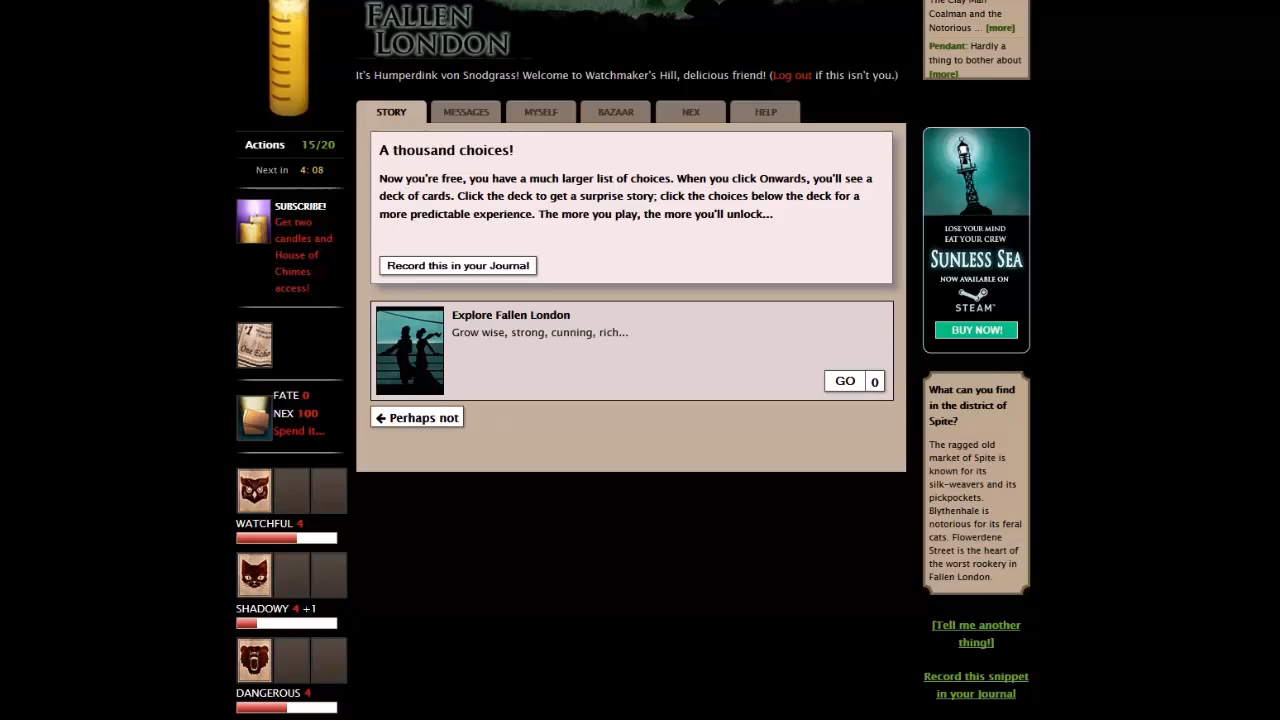 FALLEN
LONDON
It's Humperdink von Snodgrass! Welcome to Watchmaker's Hill, delicious friend! (Log out if this isn't you.)
STORY
MESSAGES
MYSELF
BAZAAR
NEX
HELP
Actions 15/20
Next in 4: 08
SUBSCRIBE!
Get two
candles and
House of
Chimes
access!
#1
One Echo
FATE 0
NEX 100
Spend it...
WATCHFUL 4
SHADOWY 4 +1
DANGEROUS 4
A thousand choices!
Now you're free, you have a much larger list of choices. When you click Onwards, you'll see a
deck of cards. Click the deck to get a surprise story; click the choices below the deck for a
more predictable experience. The more you play, the more you'll unlock...
Record this in your Journal
Explore Fallen London
Grow wise, strong, cunning, rich...
GO 0
Perhaps not
The Clay Man
Coalman and the
Notorious ... [more]
Pendant: Hardly a
thing to bother about
[more]
LOSE YOUR MIND
EAT YOUR CREW
SUNLESS SEA
NOW AVAILABLE ON
STEAM™
BUY NOW!
What can you find
in the district of
Spite?
The ragged old
market of Spite is
known for its
silk-weavers and its
pickpockets.
Blythenhale is
notorious for its feral
cats. Flowerdene
Street is the heart of
the worst rookery in
Fallen London.
[Tell me another
thing!]
Record this snippet
in your Journal